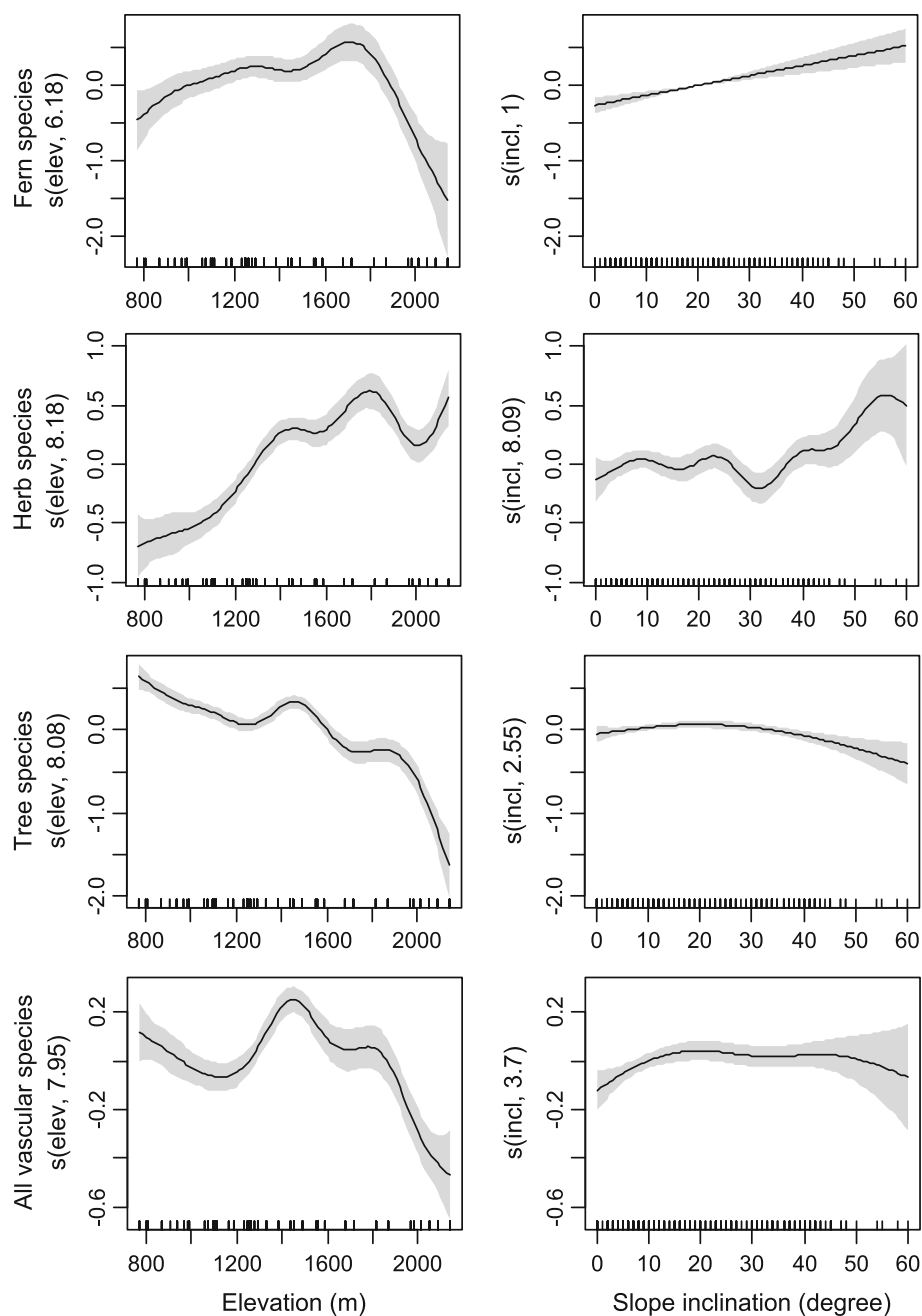 Fern species
s(elev, 6.18)
0.0
-1.0
-2.0
800 1200 1600 2000
s(incl, 1)
0.0
-1.0
-2.0
0 10 20 30 40 50 60
Herb species
s(elev, 8.18)
1.0
0.5
0.0
-0.5
-1.0
800 1200 1600 2000
s(incl, 8.09)
1.0
0.5
0.0
-0.5
-1.0
0 10 20 30 40 50 60
Tree species
s(elev, 8.08)
0.0
-1.0
-2.0
800 1200 1600 2000
s(incl, 2.55)
0.0
-1.0
-2.0
0 10 20 30 40 50 60
All vascular species
s(elev, 7.95)
0.2
-0.2
-0.6
800 1200 1600 2000
Elevation (m)
s(incl, 3.7)
0.2
-0.2
-0.6
0 10 20 30 40 50 60
Slope inclination (degree)